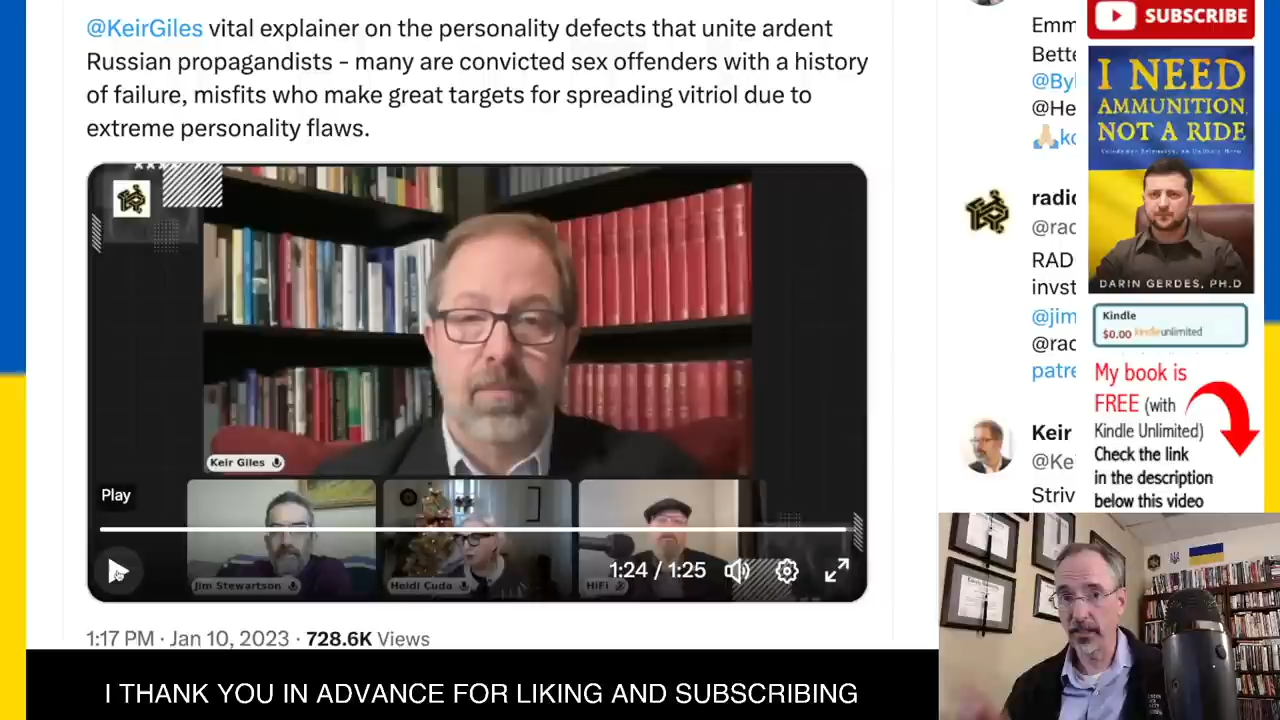 @KeirGiles vital explainer on the personality defects that unite ardent
Russian propagandists - many are convicted sex offenders with a history
of failure, misfits who make great targets for spreading vitriol due to
extreme personality flaws.
Keir Giles
Play
Jim Stewartson
Heidi Cuda
HiFi
1:24 / 1:25
1:17 PM · Jan 10, 2023 · 728.6K Views
Emm
Bette
@Byl
@He
radic
@rac
RAD
invst
@jim
@rac
patre
Keir
@Ke
Striv
SUBSCRIBE
I NEED
AMMUNITION,
NOT A RIDE
DARIN GERDES, PH.D
Kindle
$0.00 kindleunlimited
My book is
FREE (with
Kindle Unlimited)
Check the link
in the description
below this video
I THANK YOU IN ADVANCE FOR LIKING AND SUBSCRIBING